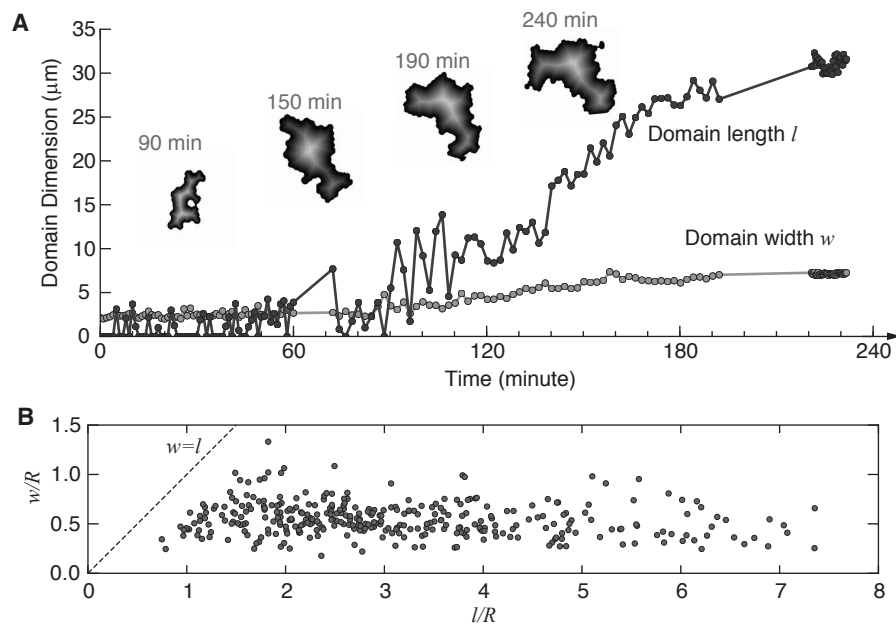 A
Domain Dimension (μm)
35
30
25
20
15
10
5
0
90 min
150 min
190 min
240 min
Domain length l
Domain width w
0 60 120 180 240
Time (minute)
B
w/R
1.5
1.0
0.5
0.0
w=l
0 1 2 3 4 5 6 7 8
l/R